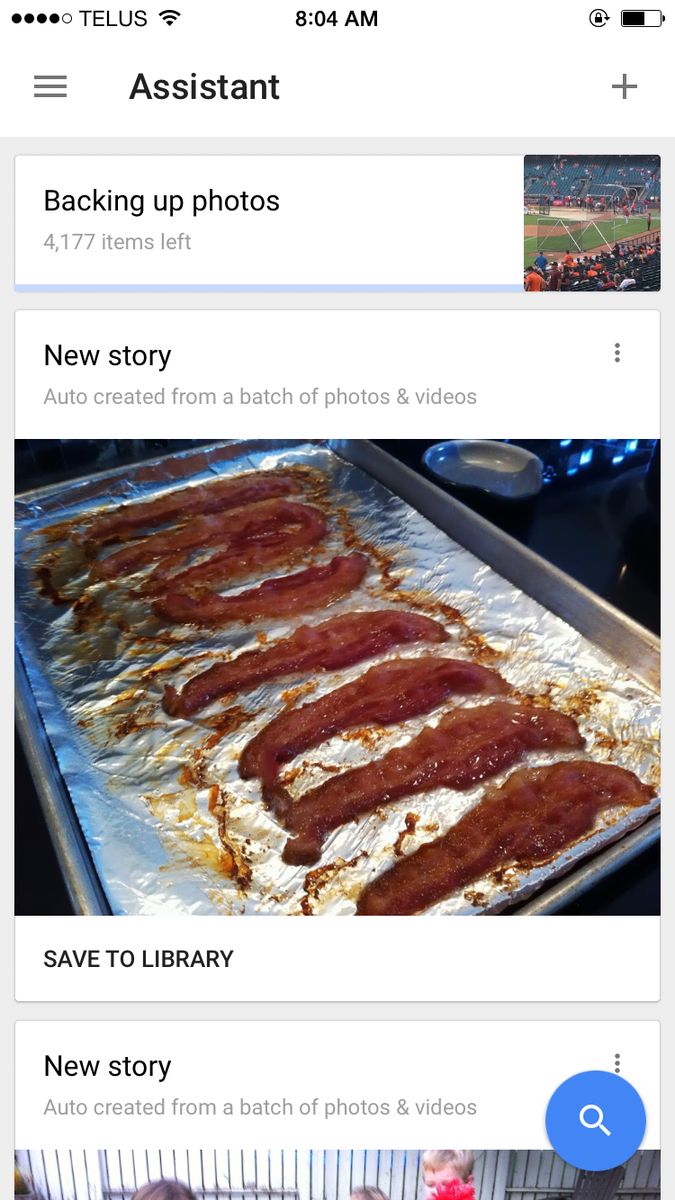 TELUS 8:04 AM
Assistant
Backing up photos
4,177 items left
New story
Auto created from a batch of photos & videos
SAVE TO LIBRARY
New story
Auto created from a batch of photos & videos